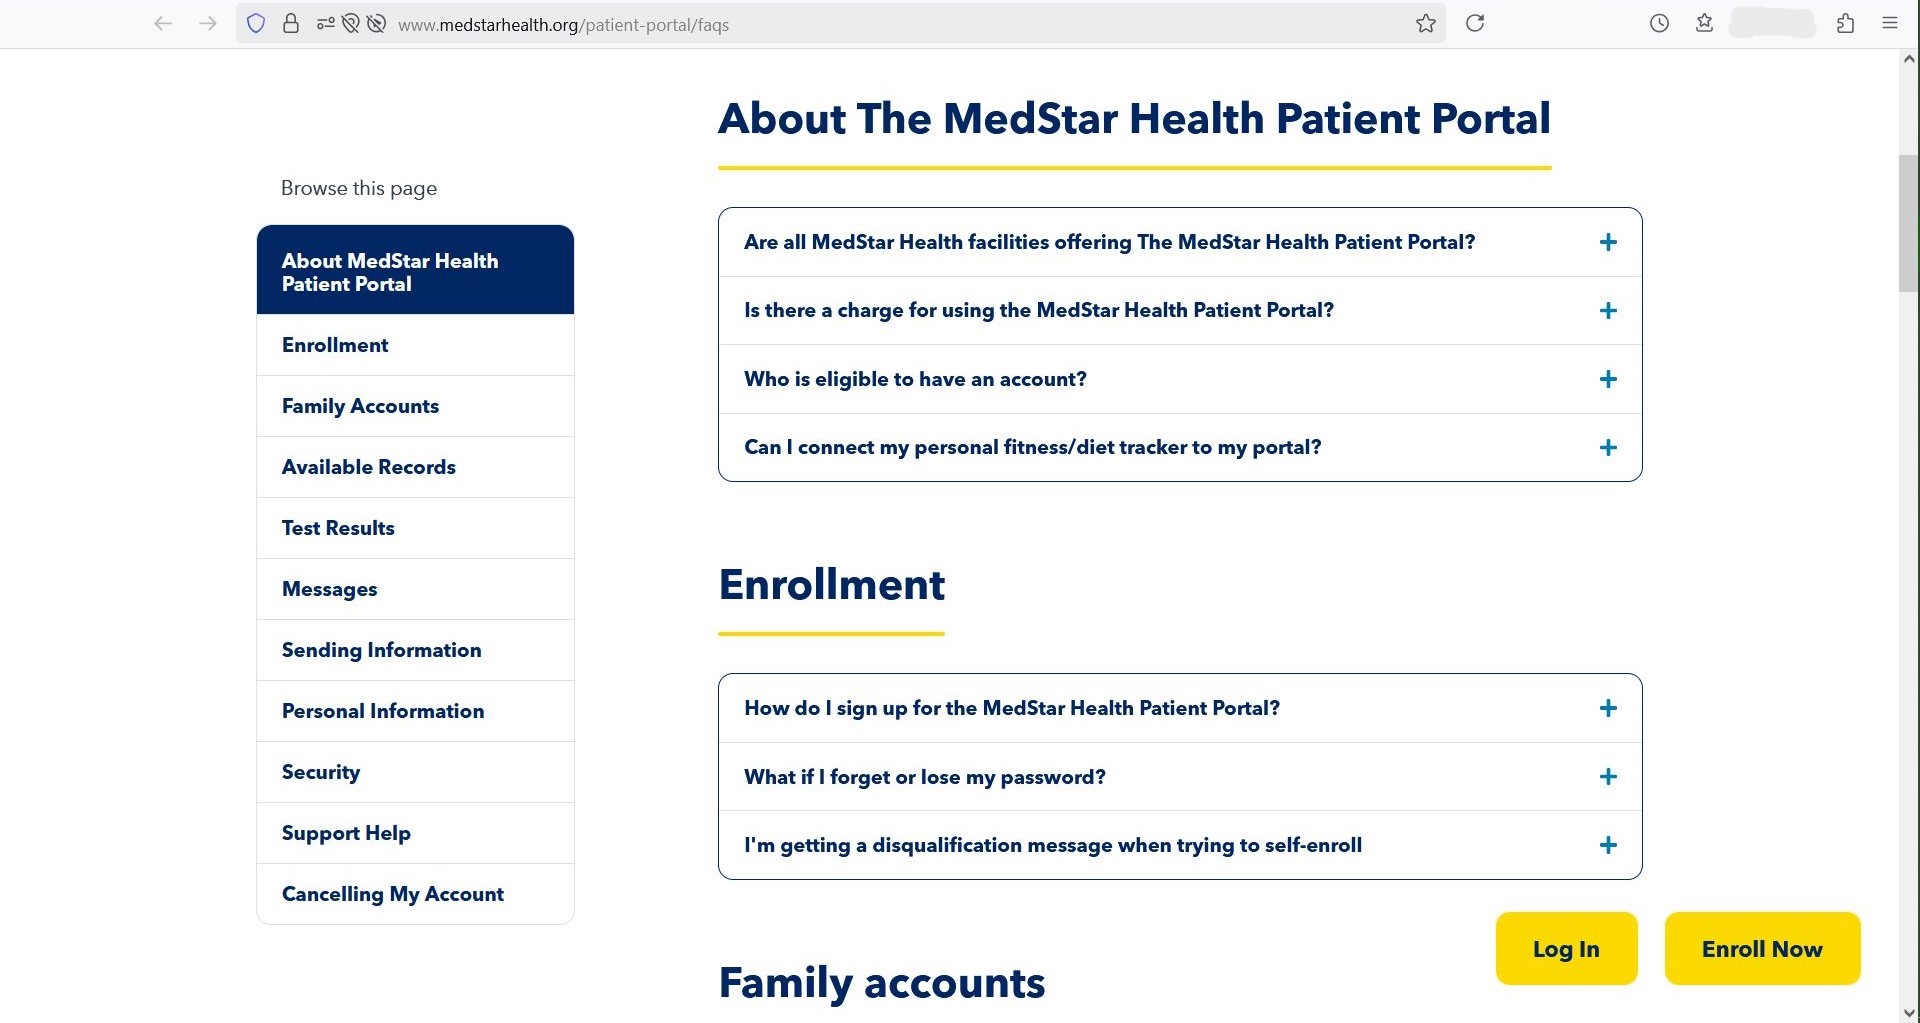 www.medstarhealth.org/patient-portal/faqs
Browse this page
About MedStar Health
Patient Portal
Enrollment
Family Accounts
Available Records
Test Results
Messages
Sending Information
Personal Information
Security
Support Help
Cancelling My Account
About The MedStar Health Patient Portal
Are all MedStar Health facilities offering The MedStar Health Patient Portal?
Is there a charge for using the MedStar Health Patient Portal?
Who is eligible to have an account?
Can I connect my personal fitness/diet tracker to my portal?
Enrollment
How do I sign up for the MedStar Health Patient Portal?
What if I forget or lose my password?
I'm getting a disqualification message when trying to self-enroll
Family accounts
Log In
Enroll Now